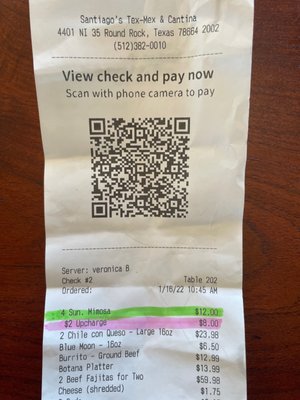 Santiago's Tex-Mex & Cantina
4401 NI 35 Round Rock, Texas 78664 2002
(512)382-0010
View check and pay now
Scan with phone camera to pay
Server: veronica B
Check #2 Table 202
Ordered: 1/16/22 10:45 AM
4 Sun. Mimosa $12.00
$2 Upcharge $8.00
2 Chile con Queso - Large 16oz $23.98
Blue Moon - 16oz $6.50
Burrito - Ground Beef $12.99
Botana Platter $13.99
2 Beef Fajitas for Two $59.98
Cheese (shredded) $1.75